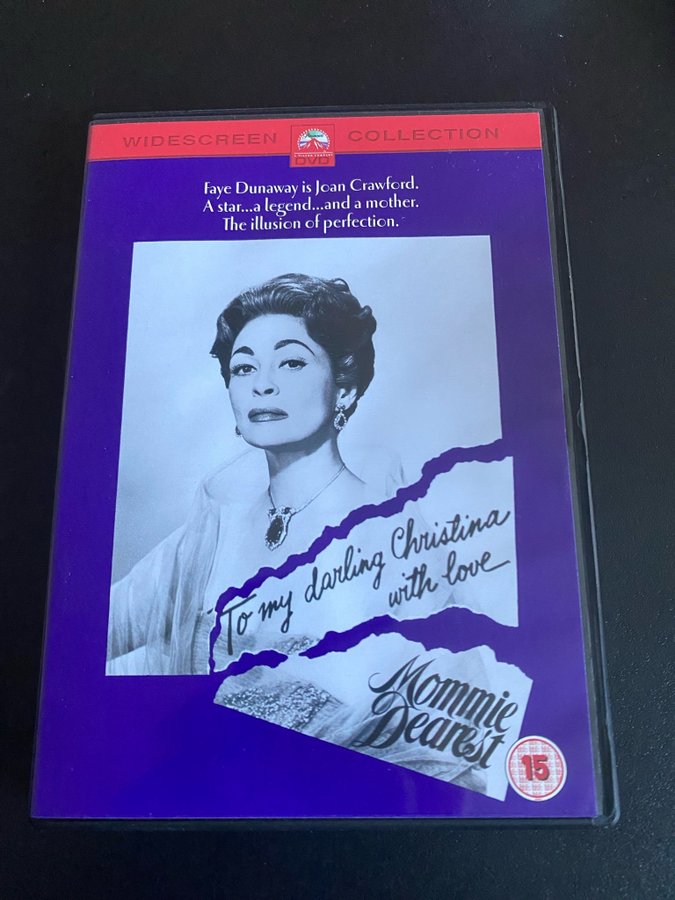 WIDESCREEN COLLECTION
DVD
Faye Dunaway is Joan Crawford.
A star...a legend...and a mother.
The illusion of perfection.
To my darling Christina
with love
Mommie
Dearest
15